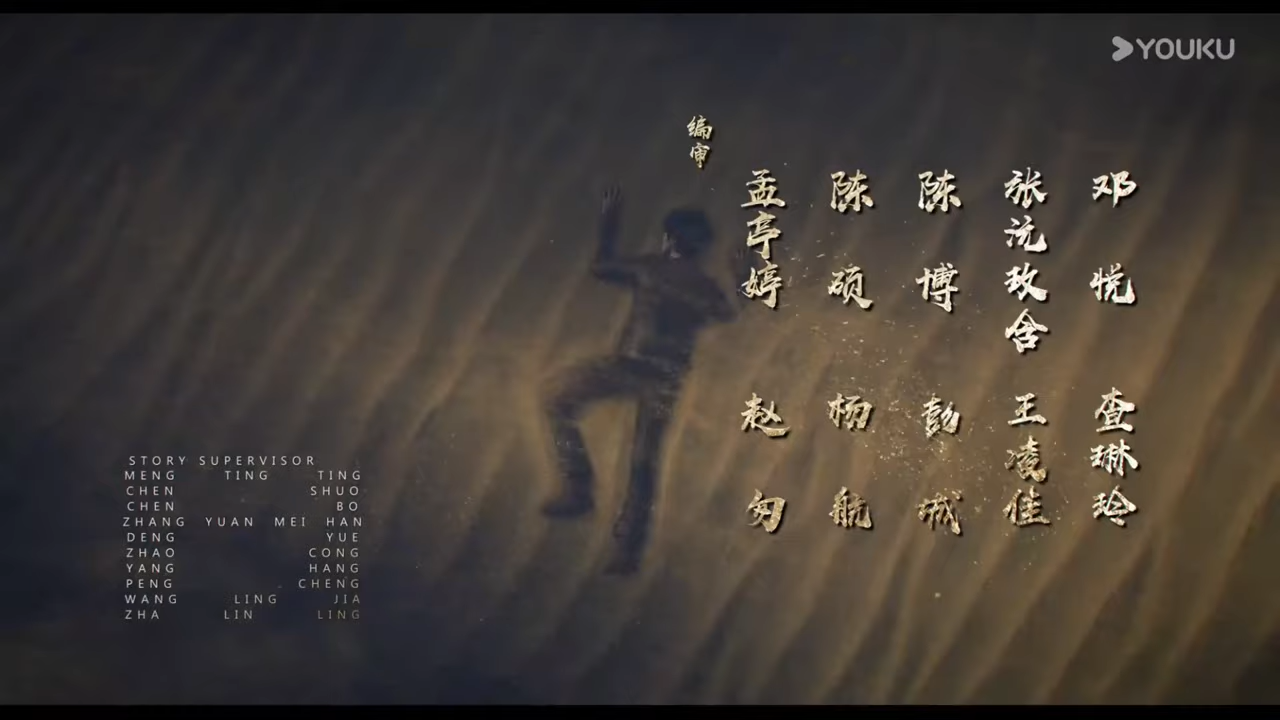 YOUKU
编审
孟亭婷
陈硕
陈博
张沅玫含
邓悦
赵匆
杨航
彭城
王凌佳
查琳玲
STORY SUPERVISOR
MENG TING TING
CHEN SHUO
CHEN BO
ZHANG YUAN MEI HAN
DENG YUE
ZHAO CONG
YANG HANG
PENG CHENG
WANG LING JIA
ZHA LIN LING